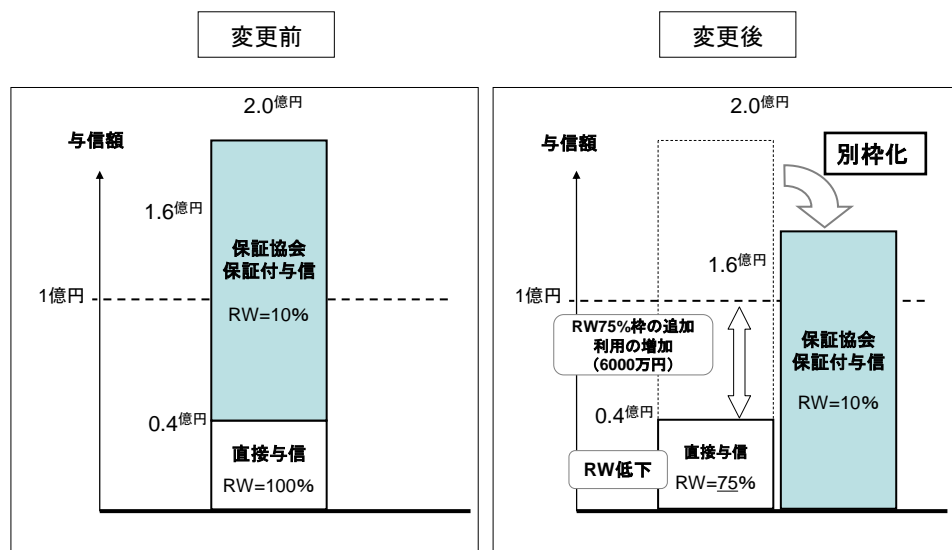 変更前
2.0億円
与信額
1.6億円
保証協会
保証付与信
RW=10%
1億円
0.4億円
直接与信
RW=100%
変更後
2.0億円
与信額
別枠化
1.6億円
1億円
RW75%枠の追加
利用の増加
(6000万円)
保証協会
保証付与信
RW=10%
0.4億円
直接与信
RW低下
RW=75%